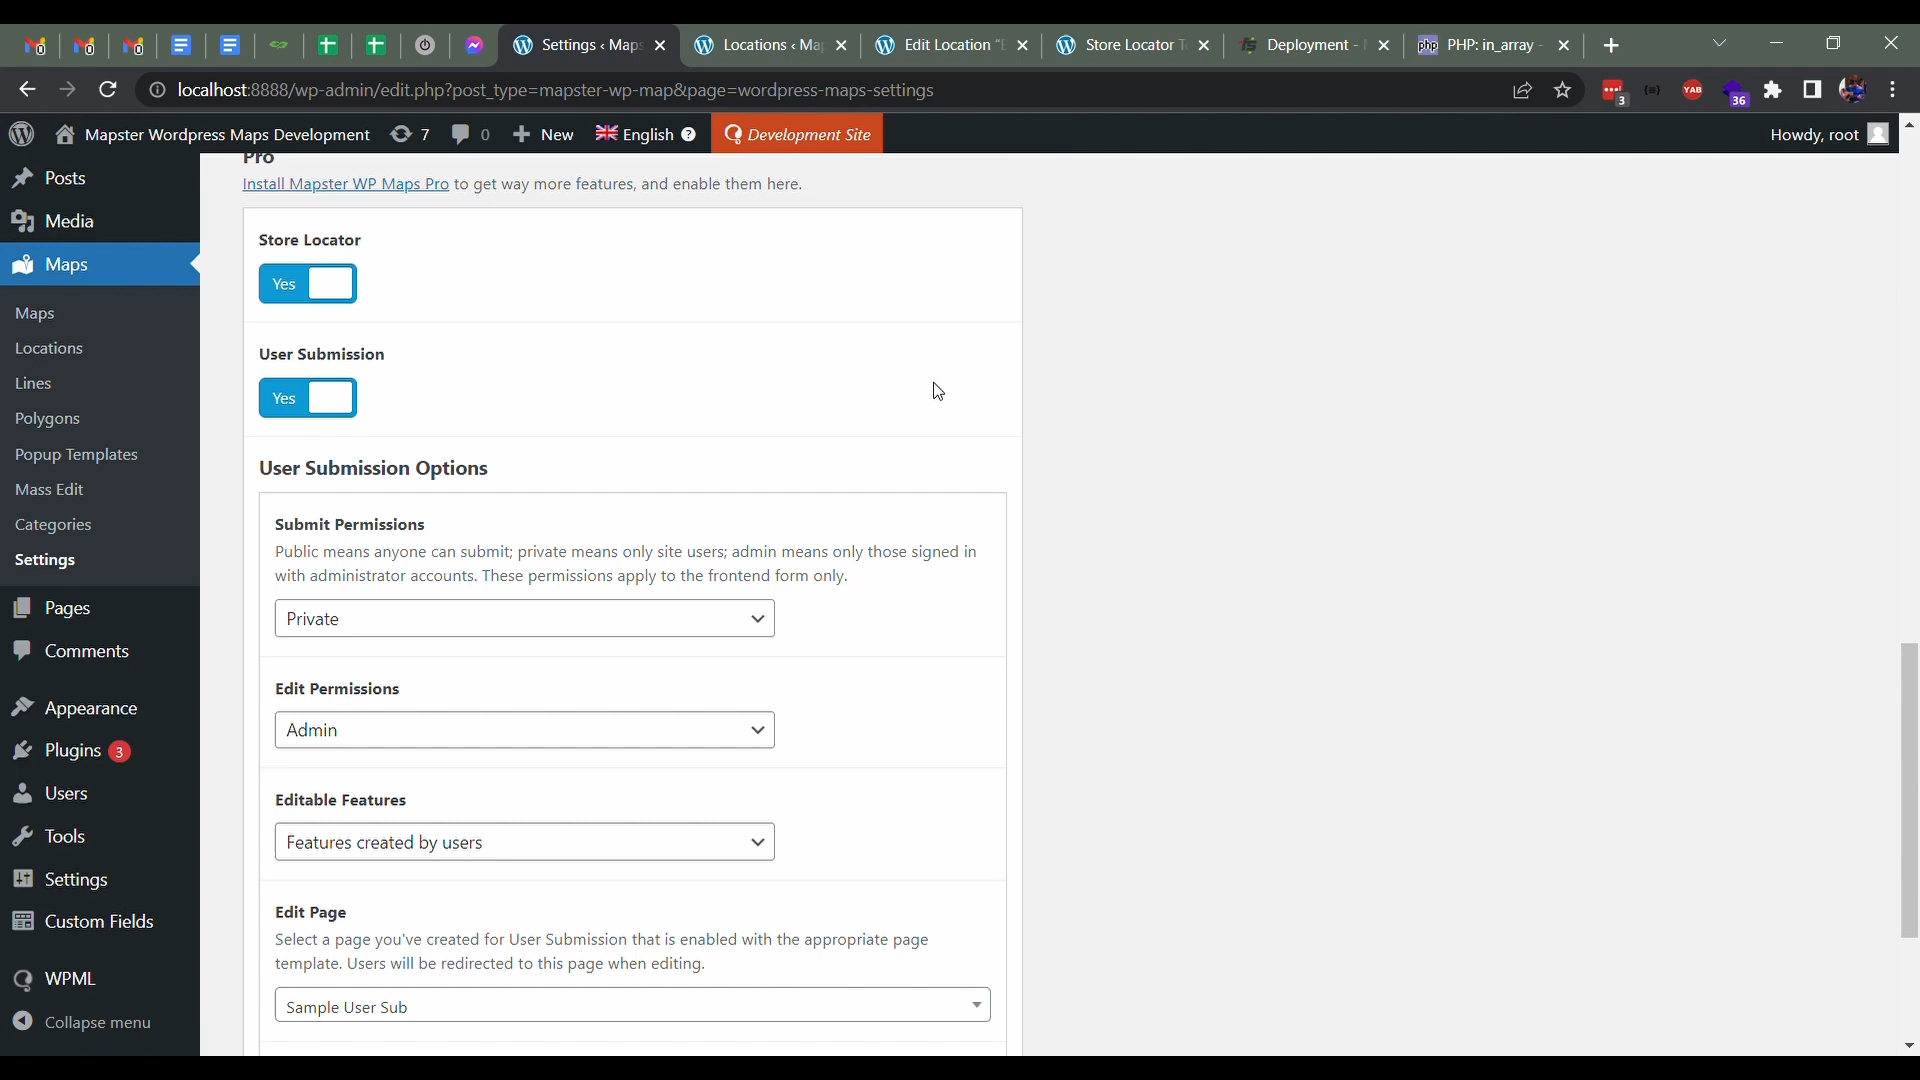 Settings ‹ Maps
Locations ‹ Ma
Edit Location "E
Store Locator T
Deployment -
PHP: in_array -
localhost:8888/wp-admin/edit.php?post_type=mapster-wp-map&page=wordpress-maps-settings
3
YAB
36
Mapster Wordpress Maps Development
7
0
New
English
Development Site
Howdy, root
Posts
Media
Maps
Maps
Locations
Lines
Polygons
Popup Templates
Mass Edit
Categories
Settings
Pages
Comments
Appearance
Plugins 3
Users
Tools
Settings
Custom Fields
WPML
Collapse menu
Pro
Install Mapster WP Maps Pro to get way more features, and enable them here.
Store Locator
Yes
User Submission
Yes
User Submission Options
Submit Permissions
Public means anyone can submit; private means only site users; admin means only those signed in
with administrator accounts. These permissions apply to the frontend form only.
Private
Edit Permissions
Admin
Editable Features
Features created by users
Edit Page
Select a page you've created for User Submission that is enabled with the appropriate page
template. Users will be redirected to this page when editing.
Sample User Sub